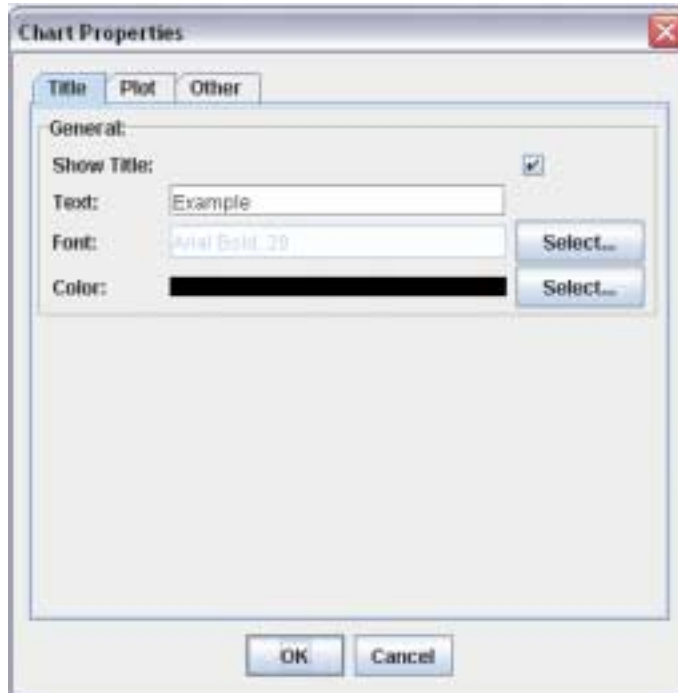 Chart Properties
Title Plot Other
General:
Show Title:
Text: Example
Font: Arial Bold, 20 Select...
Color: Select...
OK Cancel